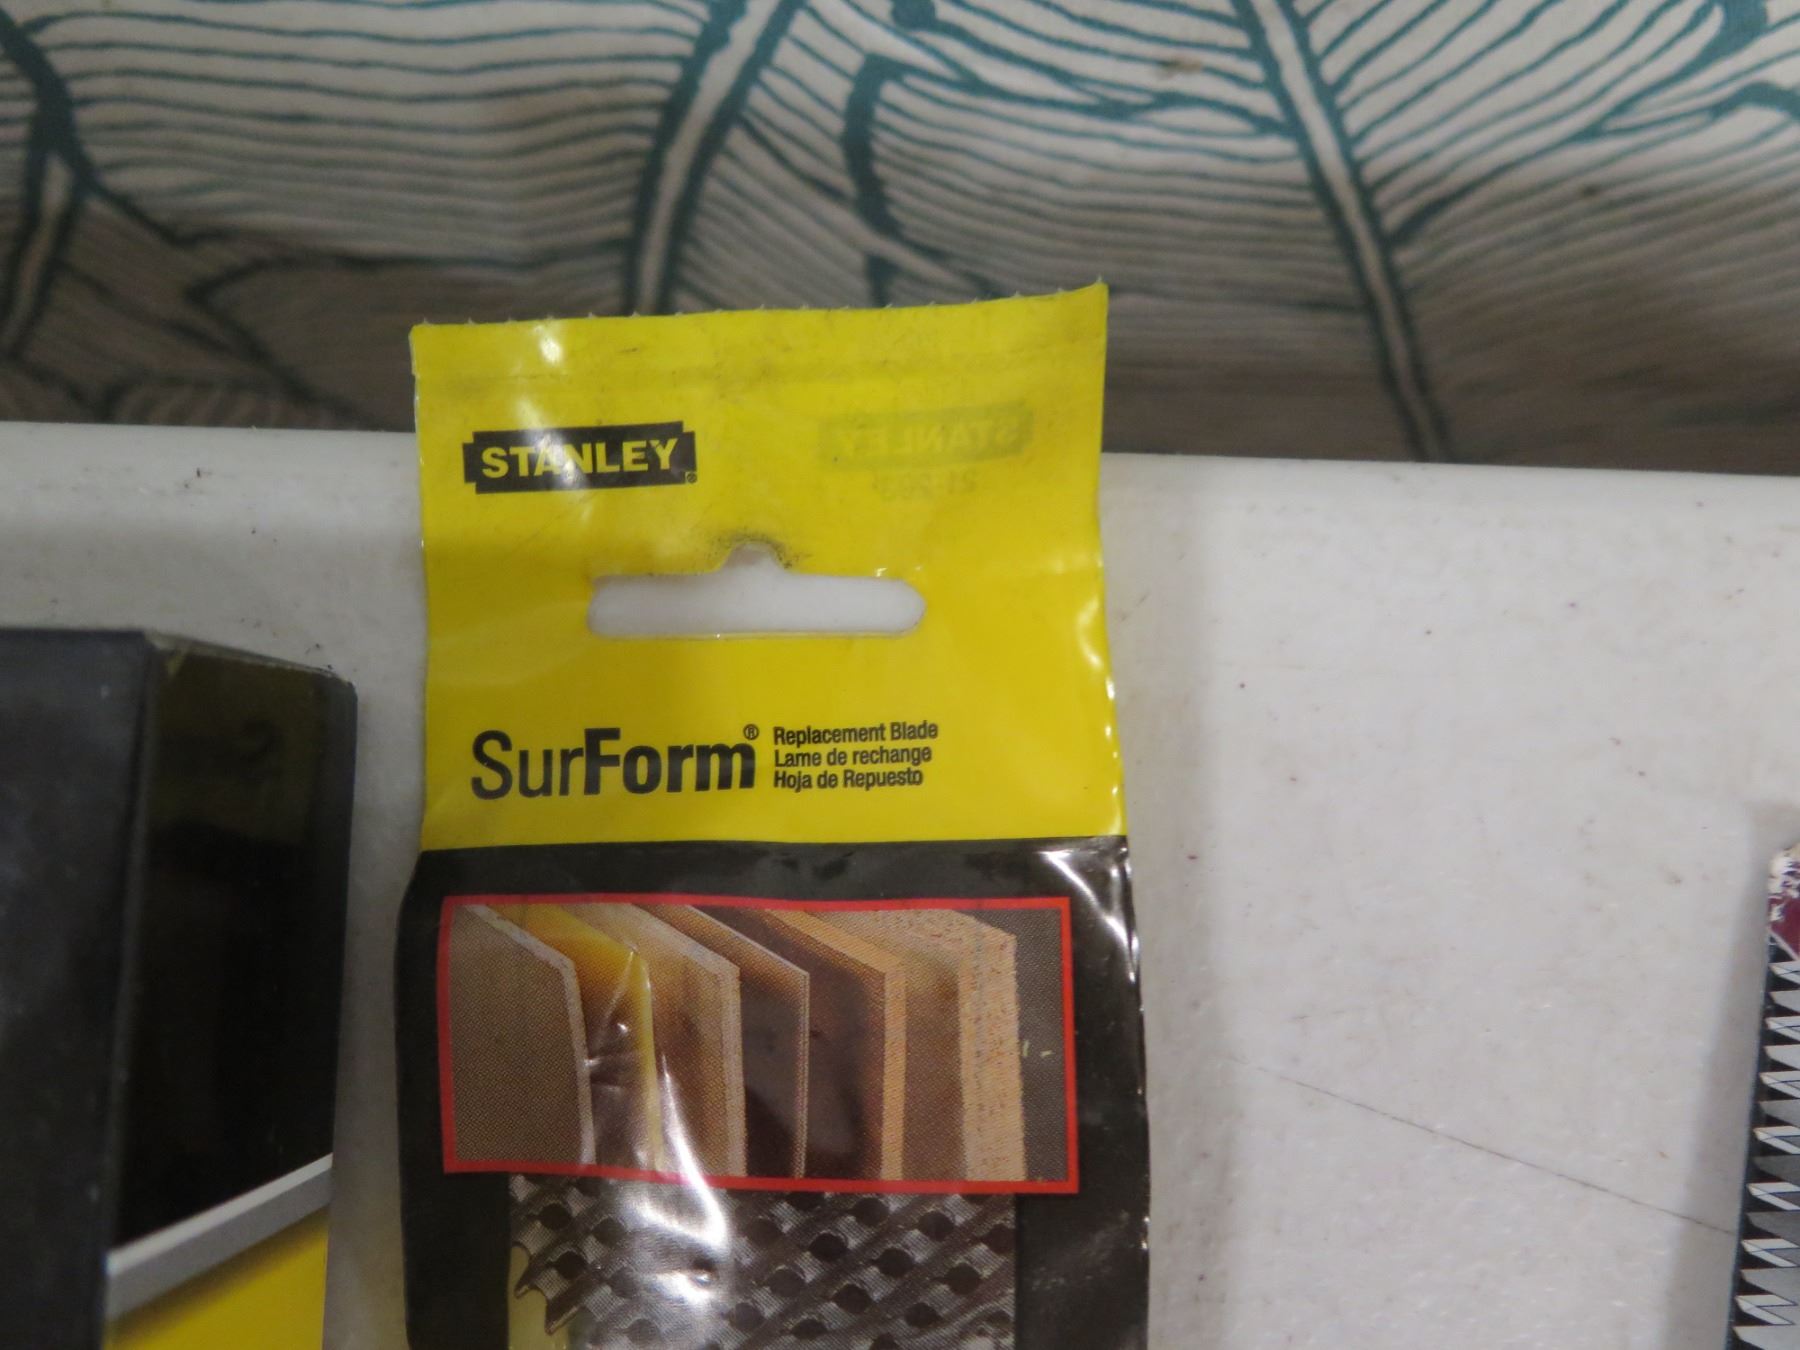 STANLEY®
SurForm®
Replacement Blade
Lame de rechange
Hoja de Repuesto